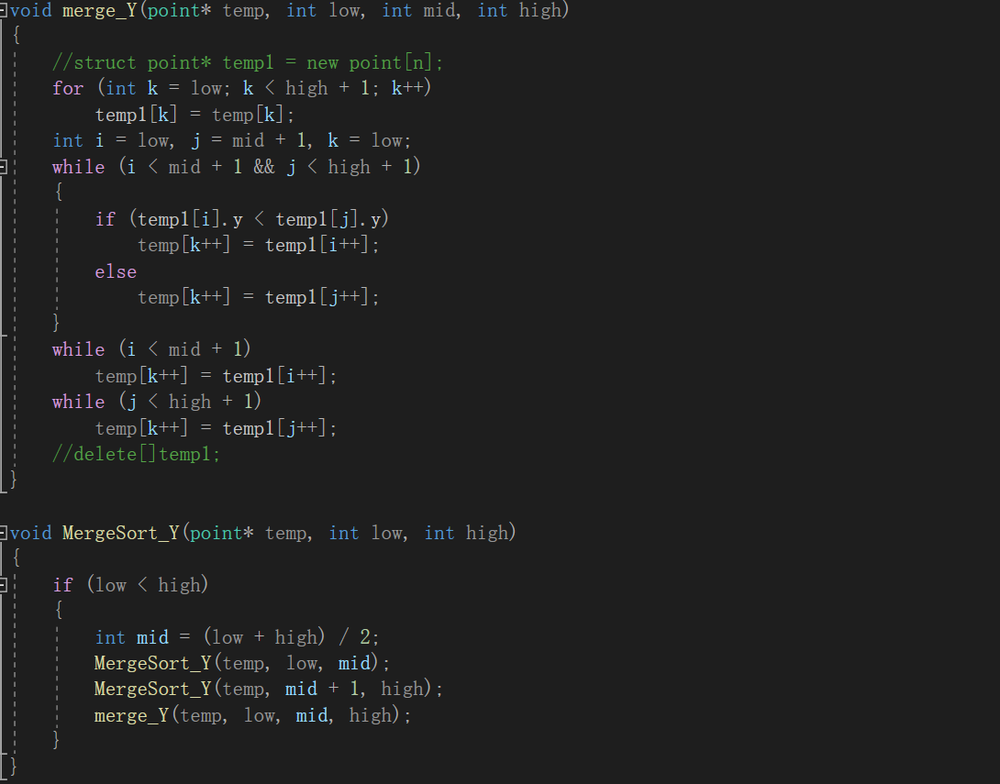 void merge_Y(point* temp, int low, int mid, int high)
{
//struct point* temp1 = new point[n];
for (int k = low; k < high + 1; k++)
temp1[k] = temp[k];
int i = low, j = mid + 1, k = low;
while (i < mid + 1 && j < high + 1)
{
if (temp1[i].y < temp1[j].y)
temp[k++] = temp1[i++];
else
temp[k++] = temp1[j++];
}
while (i < mid + 1)
temp[k++] = temp1[i++];
while (j < high + 1)
temp[k++] = temp1[j++];
//delete[]temp1;
}
void MergeSort_Y(point* temp, int low, int high)
{
if (low < high)
{
int mid = (low + high) / 2;
MergeSort_Y(temp, low, mid);
MergeSort_Y(temp, mid + 1, high);
merge_Y(temp, low, mid, high);
}
}